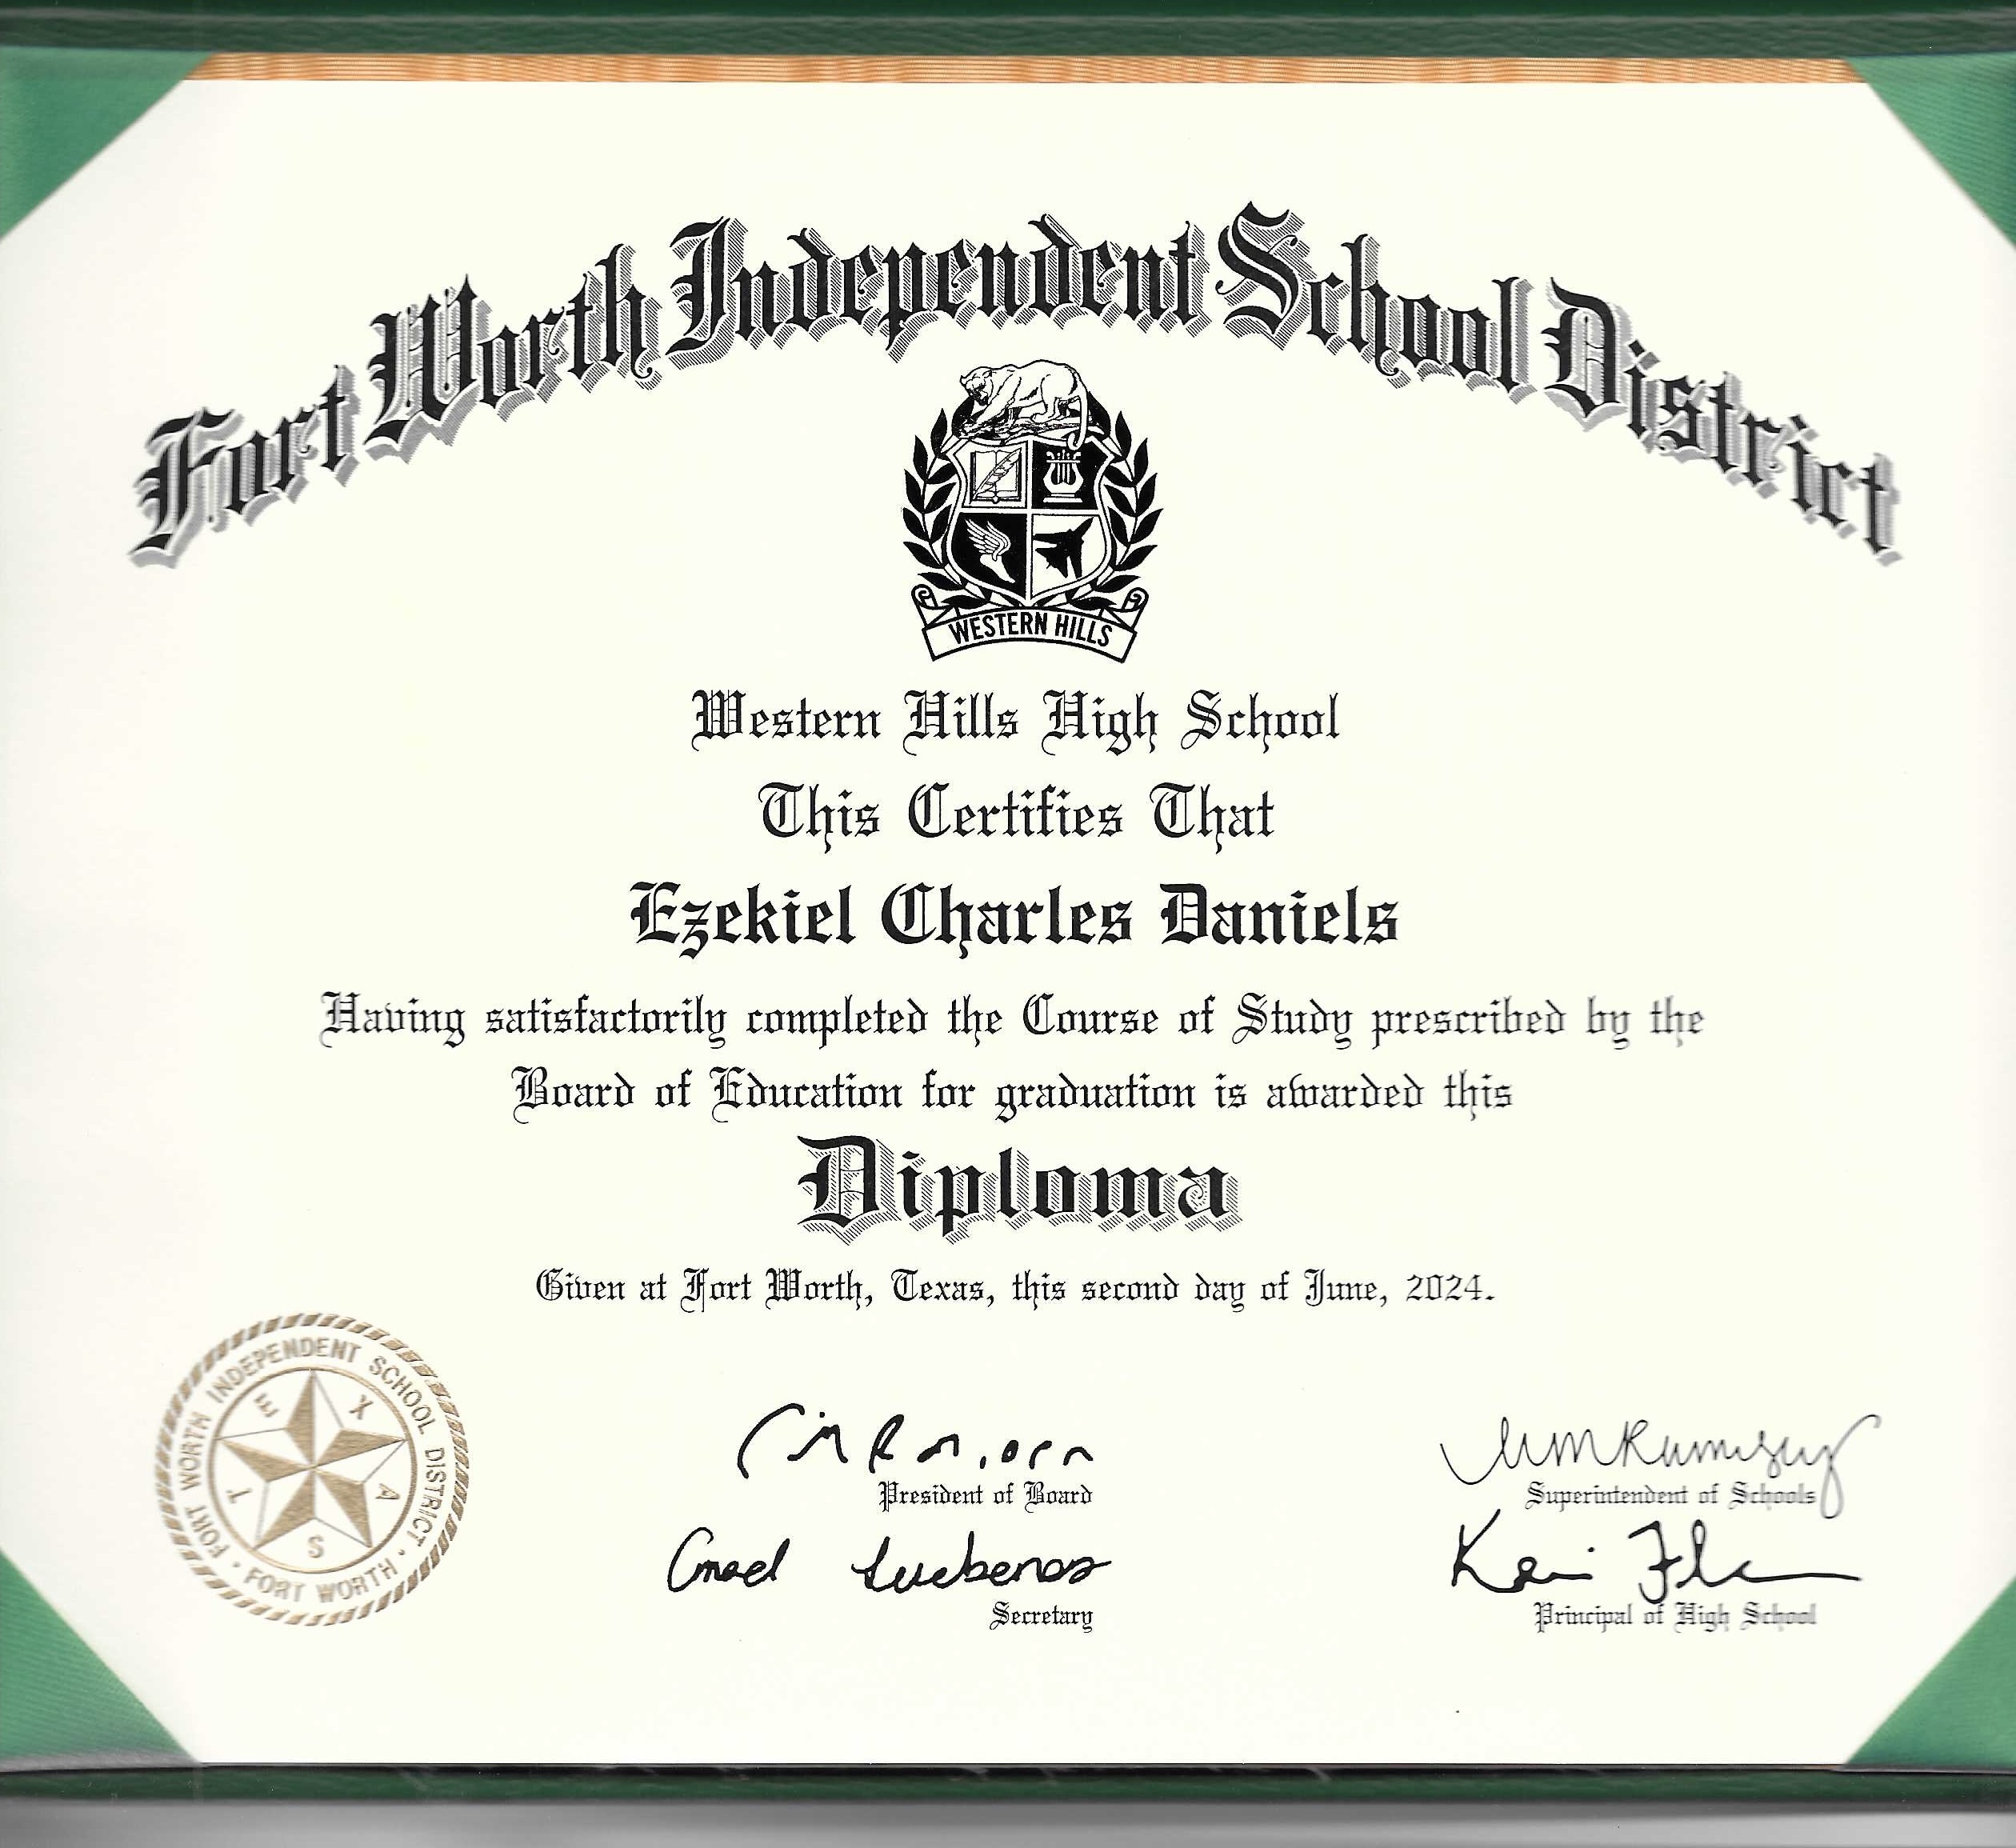 Fort Worth Independent School District
WESTERN HILLS
Western Hills High School
This Certifies That
Ezekiel Charles Daniels
Having satisfactorily completed the Course of Study prescribed by the
Board of Education for graduation is awarded this
Diploma
Given at Fort Worth, Texas, this second day of June, 2024.
FORT WORTH INDEPENDENT SCHOOL DISTRICT · FORT WORTH ·
TEXAS
President of Board
Superintendent of Schools
Secretary
Principal of High School